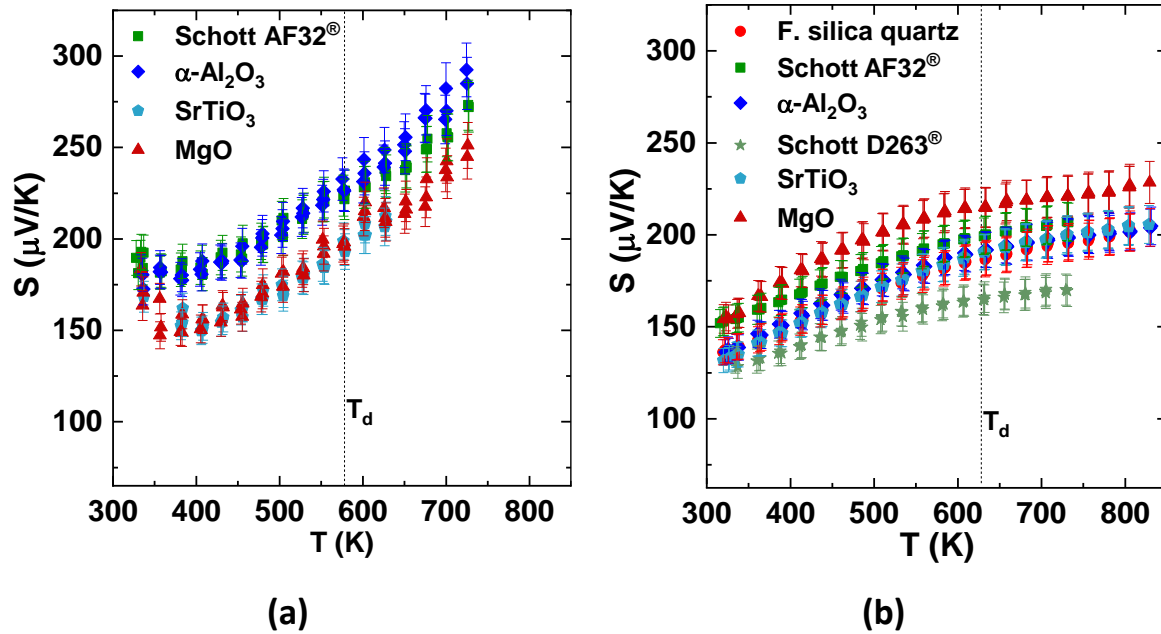 S (μV/K)
300
250
200
150
100
Schott AF32®
α-Al₂O₃
SrTiO₃
MgO
T_d
300 400 500 600 700 800
T (K)
(a)
S (μV/K)
300
250
200
150
100
F. silica quartz
Schott AF32®
α-Al₂O₃
Schott D263®
SrTiO₃
MgO
T_d
300 400 500 600 700 800
T (K)
(b)